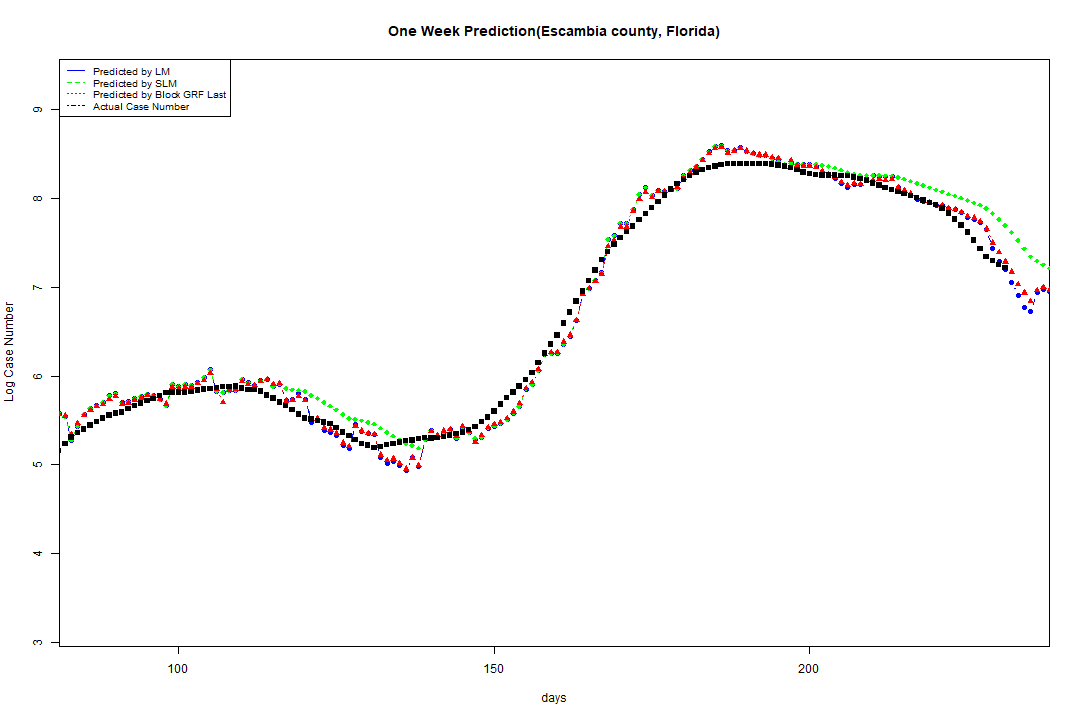 One Week Prediction(Escambia county, Florida)
Predicted by LM
Predicted by SLM
Predicted by Block GRF Last
Actual Case Number
9
8
7
6
5
4
3
Log Case Number
100 150 200
days